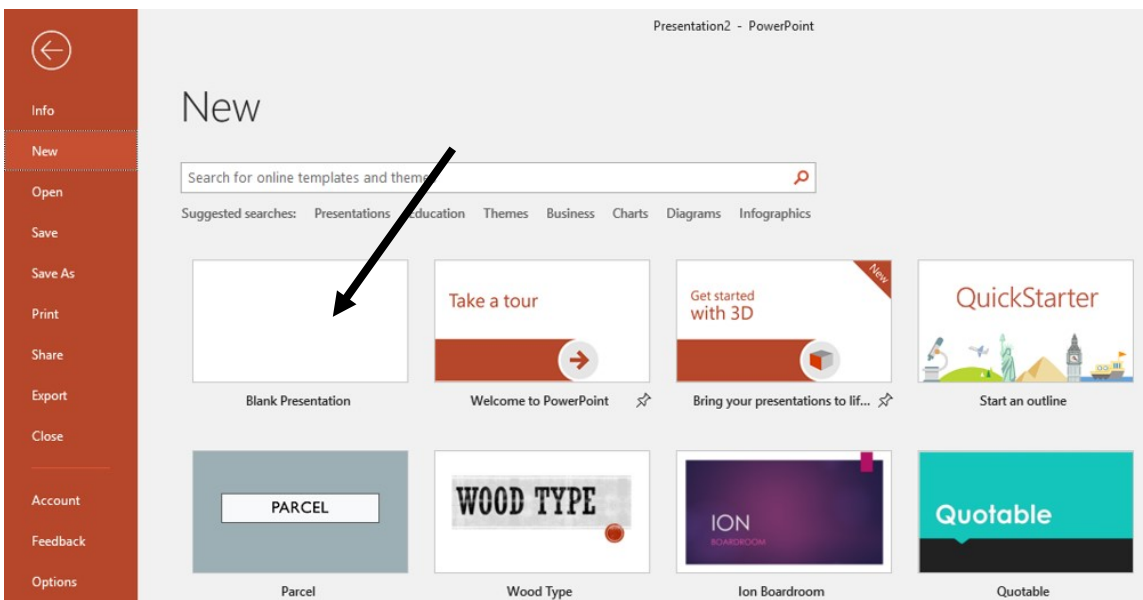 Presentation2 - PowerPoint
Info
New
Open
Save
Save As
Print
Share
Export
Close
Account
Feedback
Options
New
Search for online templates and
Suggested searches: Presentations Education Themes Business Charts Diagrams Infographics
Take a tour
New
Get started
with 3D
QuickStarter
Blank Presentation
Welcome to PowerPoint
Bring your presentations to lif...
Start an outline
PARCEL
WOOD TYPE
ION
BOARDROOM
Quotable
Parcel
Wood Type
Ion Boardroom
Quotable